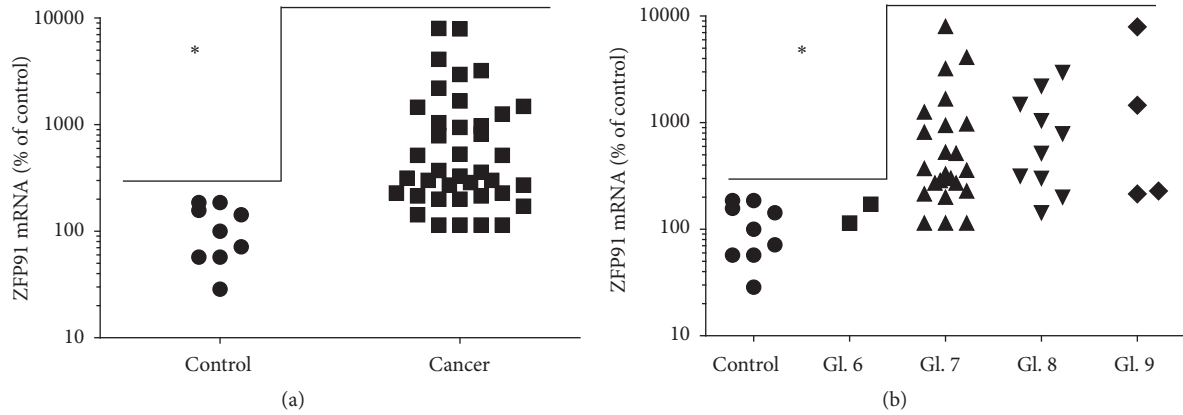 10000
1000
100
10
ZFP91 mRNA (% of control)
*
Control
Cancer
(a)
10000
1000
100
10
ZFP91 mRNA (% of control)
*
Control
Gl. 6
Gl. 7
Gl. 8
Gl. 9
(b)